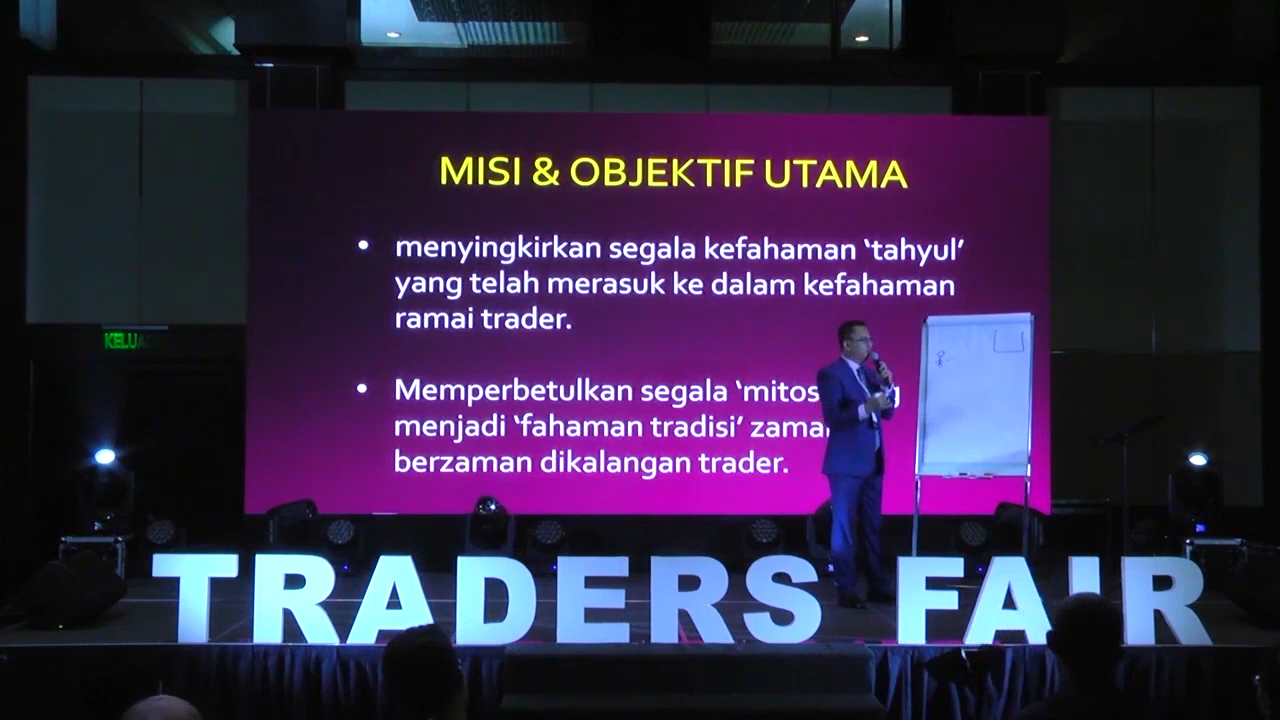 MISI & OBJEKTIF UTAMA
• menyingkirkan segala kefahaman ‘tahyul’
yang telah merasuk ke dalam kefahaman
ramai trader.
• Memperbetulkan segala ‘mitos
menjadi ‘fahaman tradisi’
berzaman dikalangan trader.
KELUA
TRADERS FAIR